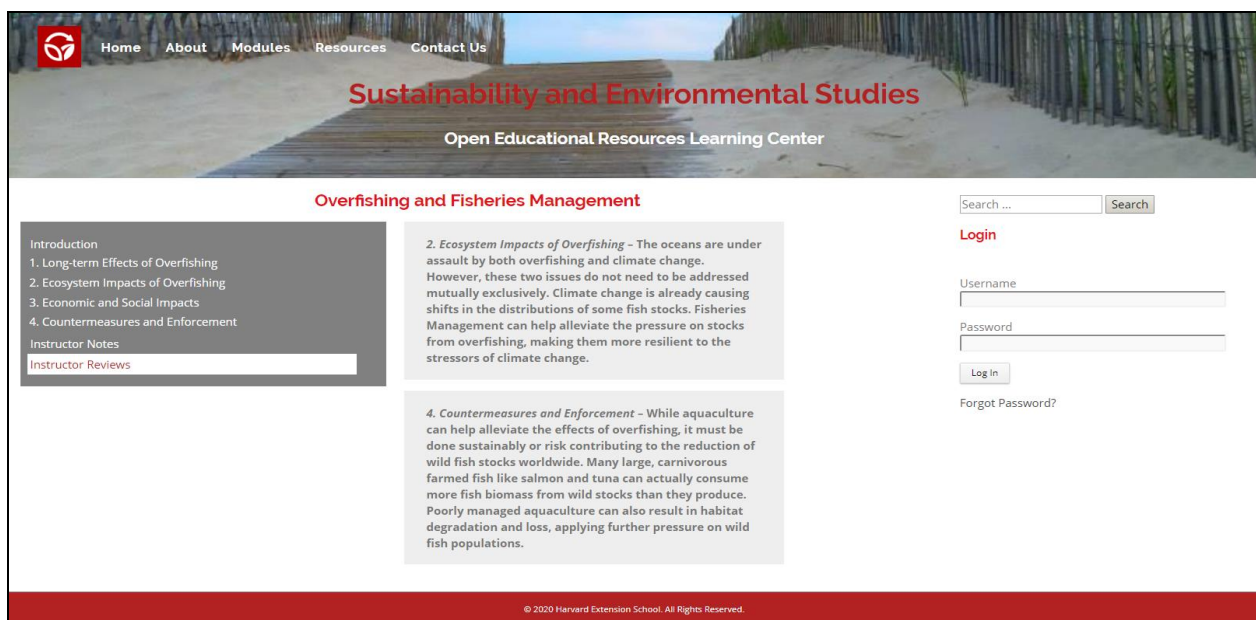 Home About Modules Resources Contact Us
Sustainability and Environmental Studies
Open Educational Resources Learning Center
Overfishing and Fisheries Management
Introduction
1. Long-term Effects of Overfishing
2. Ecosystem Impacts of Overfishing
3. Economic and Social Impacts
4. Countermeasures and Enforcement
Instructor Notes
Instructor Reviews
2. Ecosystem Impacts of Overfishing – The oceans are under
assault by both overfishing and climate change.
However, these two issues do not need to be addressed
mutually exclusively. Climate change is already causing
shifts in the distributions of some fish stocks. Fisheries
Management can help alleviate the pressure on stocks
from overfishing, making them more resilient to the
stressors of climate change.
4. Countermeasures and Enforcement – While aquaculture
can help alleviate the effects of overfishing, it must be
done sustainably or risk contributing to the reduction of
wild fish stocks worldwide. Many large, carnivorous
farmed fish like salmon and tuna can actually consume
more fish biomass from wild stocks than they produce.
Poorly managed aquaculture can also result in habitat
degradation and loss, applying further pressure on wild
fish populations.
Search ... Search
Login
Username
Password
Log In
Forgot Password?
© 2020 Harvard Extension School. All Rights Reserved.